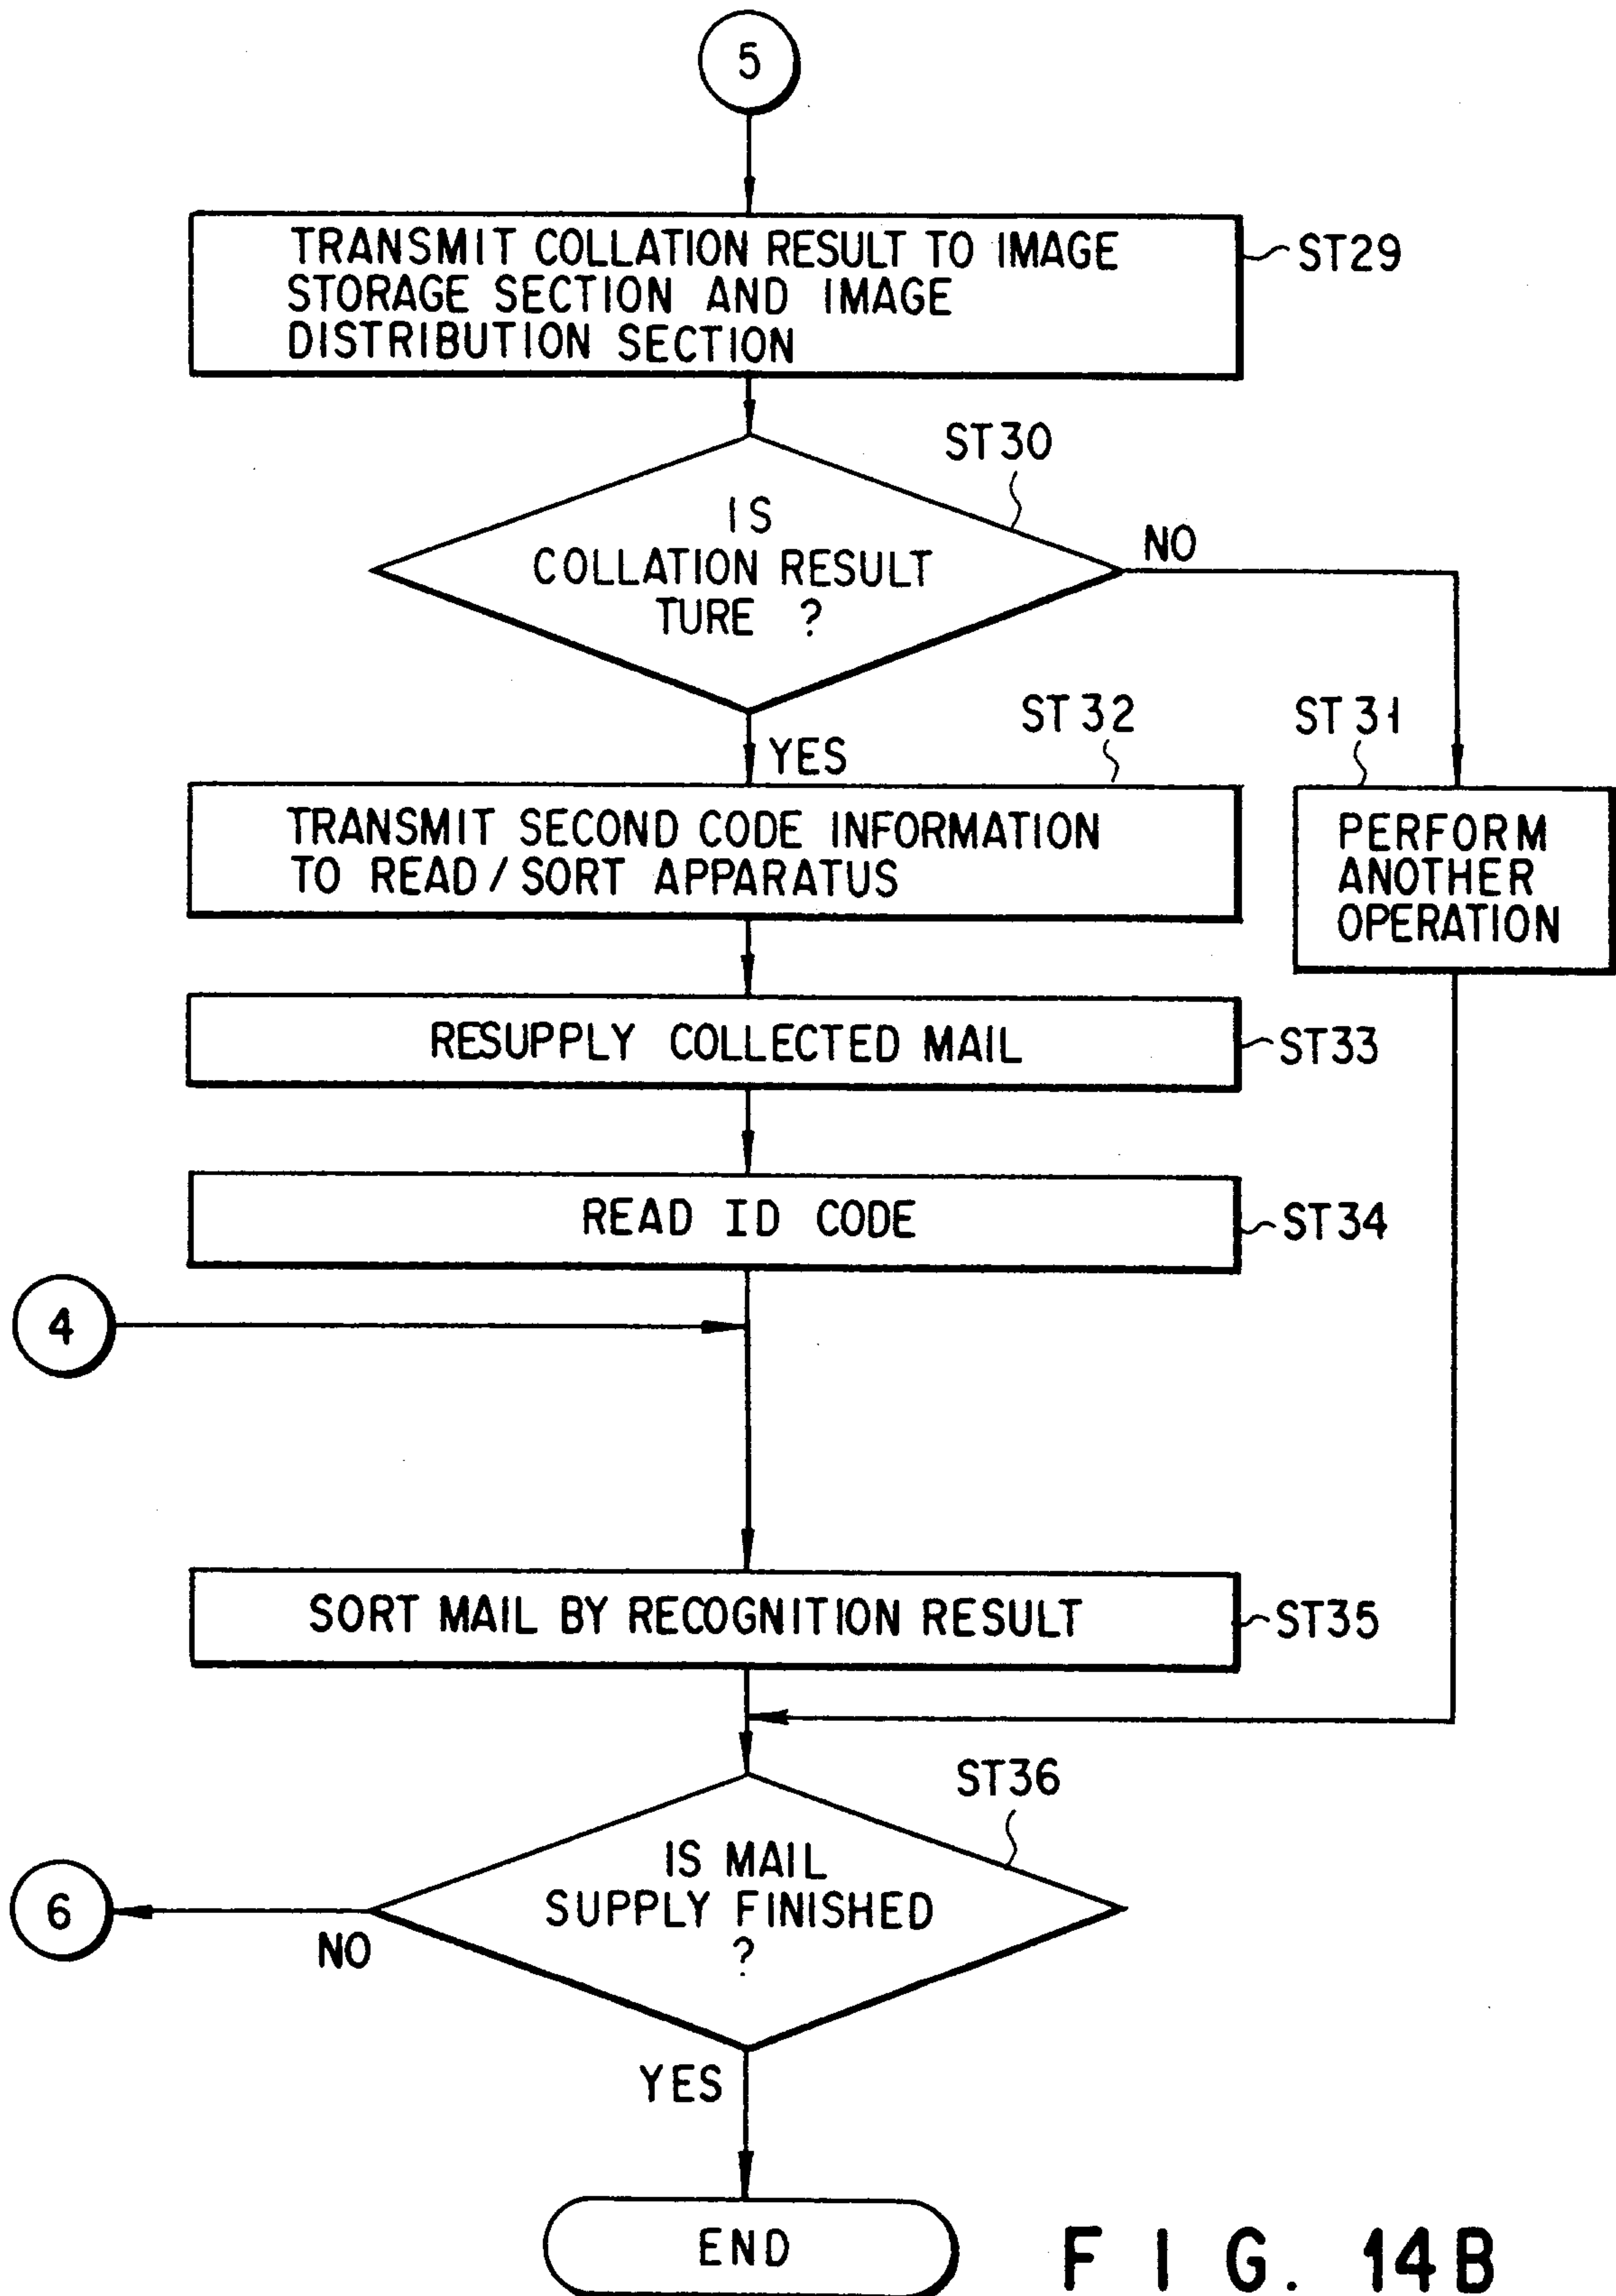 5
TRANSMIT COLLATION RESULT TO IMAGE
STORAGE SECTION AND IMAGE
DISTRIBUTION SECTION
ST29
ST30
IS
COLLATION RESULT
TURE ?
NO
YES
ST32
ST31
TRANSMIT SECOND CODE INFORMATION
TO READ/SORT APPARATUS
PERFORM
ANOTHER
OPERATION
RESUPPLY COLLECTED MAIL
ST33
READ ID CODE
ST34
4
SORT MAIL BY RECOGNITION RESULT
ST35
ST36
IS MAIL
SUPPLY FINISHED
?
6
NO
YES
END
FIG. 14B